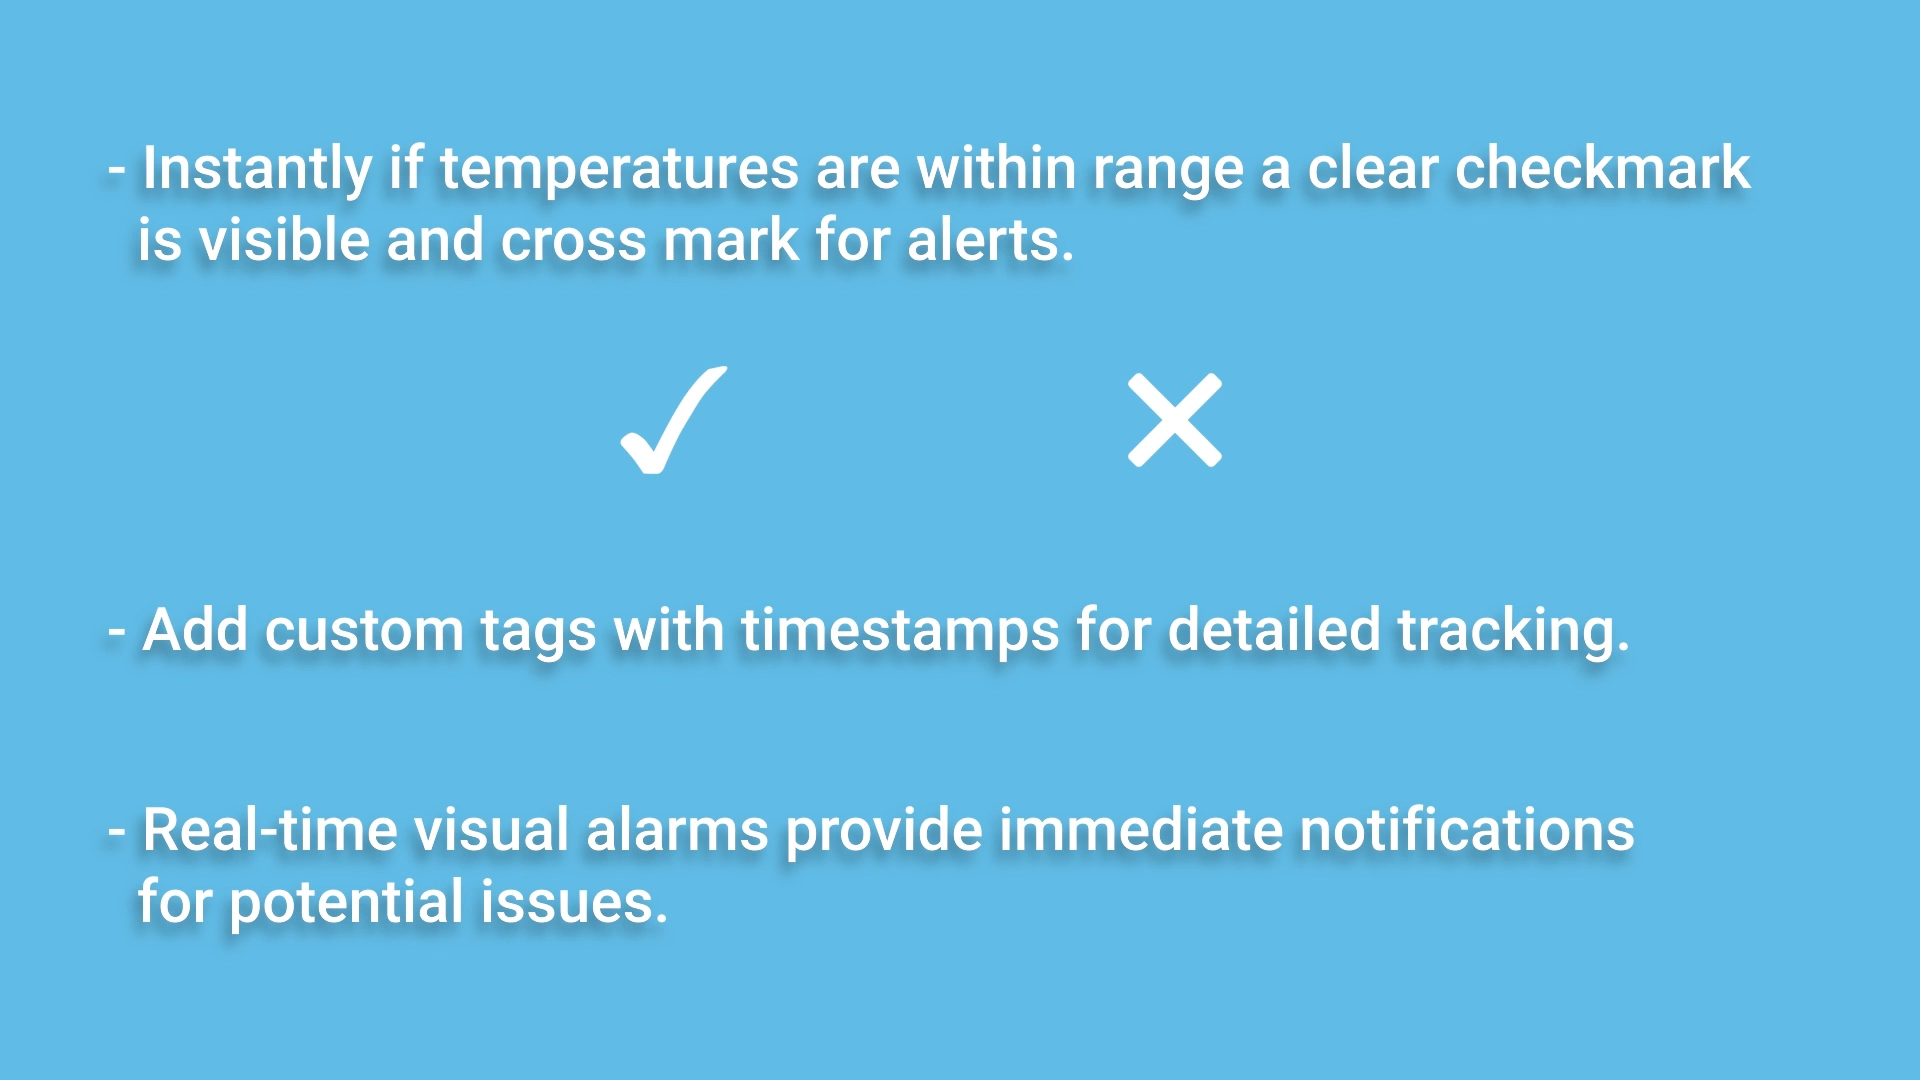 - Instantly if temperatures are within range a clear checkmark
is visible and cross mark for alerts.
- Add custom tags with timestamps for detailed tracking.
- Real-time visual alarms provide immediate notifications
for potential issues.